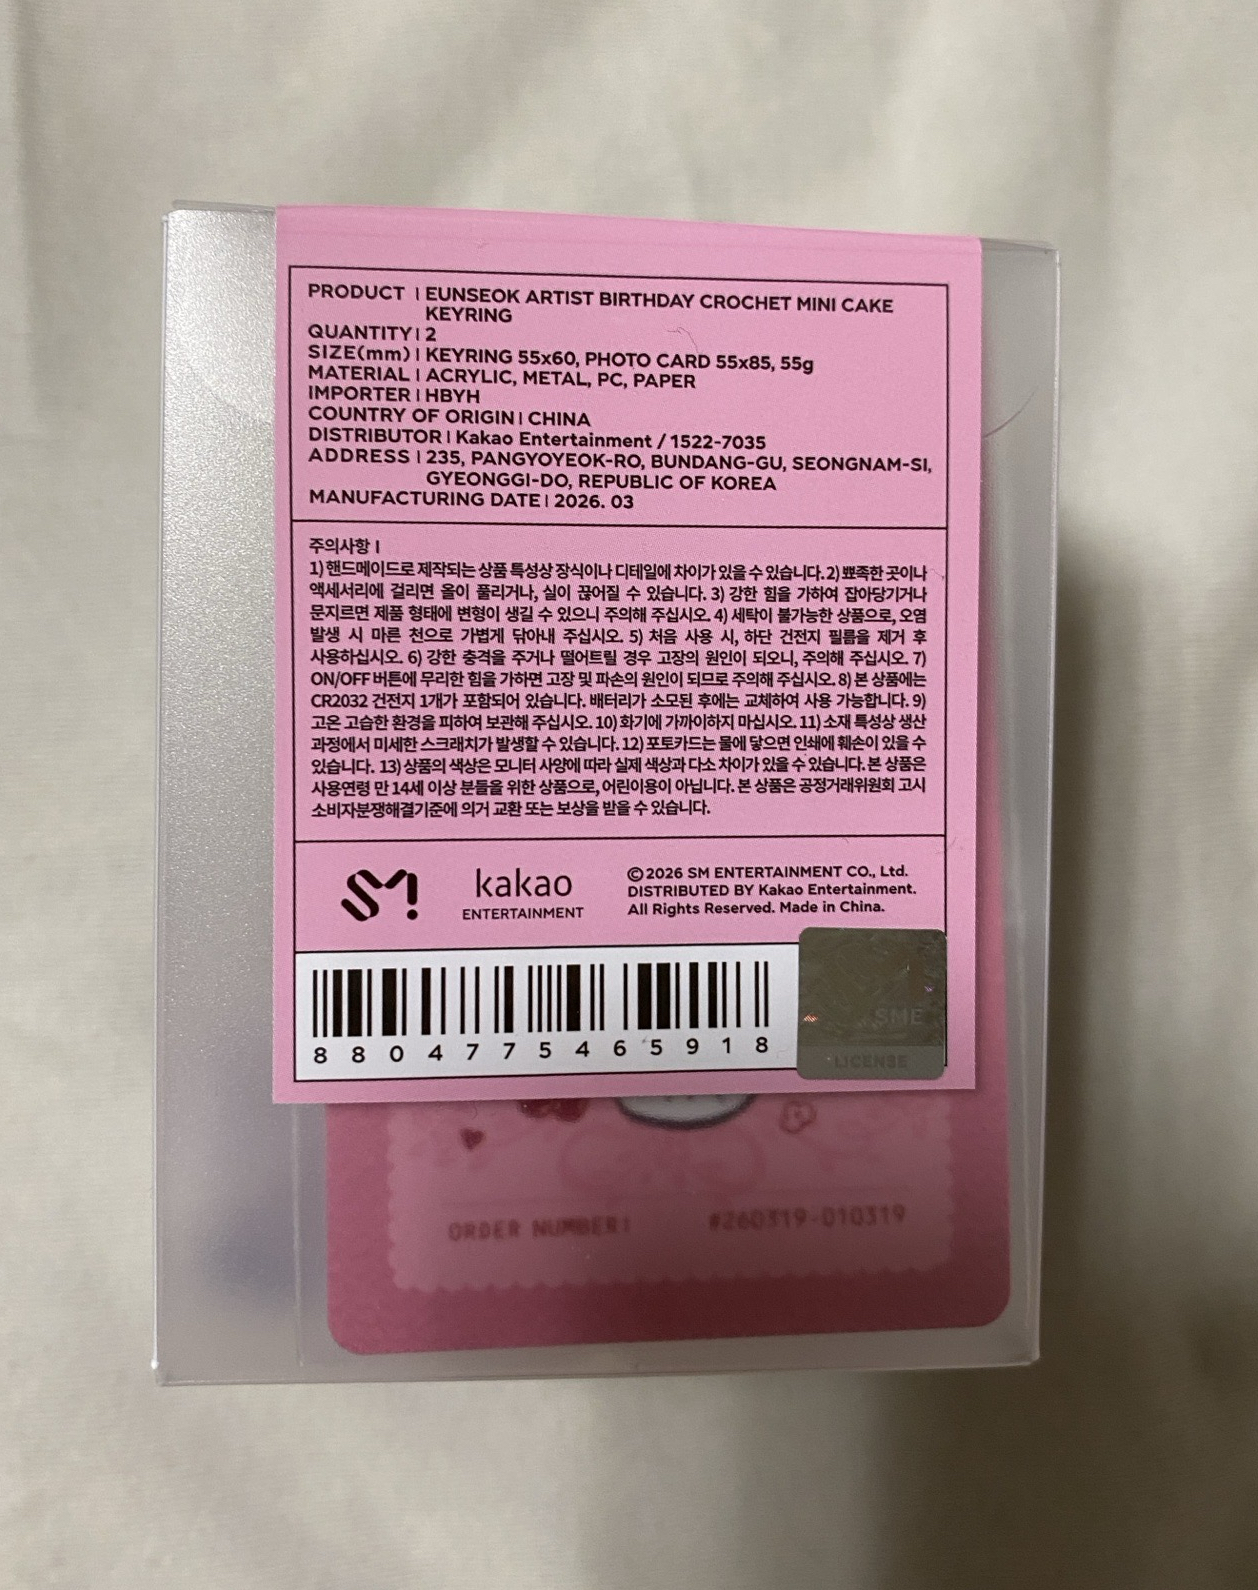 PRODUCT | EUNSEOK ARTIST BIRTHDAY CROCHET MINI CAKE
KEYRING
QUANTITY | 2
SIZE(mm) | KEYRING 55x60, PHOTO CARD 55x85, 55g
MATERIAL | ACRYLIC, METAL, PC, PAPER
IMPORTER | HBYH
COUNTRY OF ORIGIN | CHINA
DISTRIBUTOR | Kakao Entertainment / 1522-7035
ADDRESS | 235, PANGYOYEOK-RO, BUNDANG-GU, SEONGNAM-SI,
GYEONGGI-DO, REPUBLIC OF KOREA
MANUFACTURING DATE | 2026. 03
주의사항 |
1) 핸드메이드로 제작되는 상품 특성상 장식이나 디테일에 차이가 있을 수 있습니다. 2) 뾰족한 곳이나
액세서리에 걸리면 올이 풀리거나, 실이 끊어질 수 있습니다. 3) 강한 힘을 가하여 잡아당기거나
문지르면 제품 형태에 변형이 생길 수 있으니 주의해 주십시오. 4) 세탁이 불가능한 상품으로, 오염
발생 시 마른 천으로 가볍게 닦아내 주십시오. 5) 처음 사용 시, 하단 건전지 필름을 제거 후
사용하십시오. 6) 강한 충격을 주거나 떨어트릴 경우 고장의 원인이 되오니, 주의해 주십시오. 7)
ON/OFF 버튼에 무리한 힘을 가하면 고장 및 파손의 원인이 되므로 주의해 주십시오. 8) 본 상품에는
CR2032 건전지 1개가 포함되어 있습니다. 배터리가 소모된 후에는 교체하여 사용 가능합니다. 9)
고온 고습한 환경을 피하여 보관해 주십시오. 10) 화기에 가까이하지 마십시오. 11) 소재 특성상 생산
과정에서 미세한 스크래치가 발생할 수 있습니다. 12) 포토카드는 물에 닿으면 인쇄에 훼손이 있을 수
있습니다. 13) 상품의 색상은 모니터 사양에 따라 실제 색상과 다소 차이가 있을 수 있습니다. 본 상품은
사용연령 만 14세 이상 분들을 위한 상품으로, 어린이용이 아닙니다. 본 상품은 공정거래위원회 고시
소비자분쟁해결기준에 의거 교환 또는 보상을 받을 수 있습니다.
SM!
kakao
ENTERTAINMENT
©2026 SM ENTERTAINMENT CO., Ltd.
DISTRIBUTED BY Kakao Entertainment.
All Rights Reserved. Made in China.
8 804775 465918
SME
LICENSE
ORDER NUMBER: #260319-010319